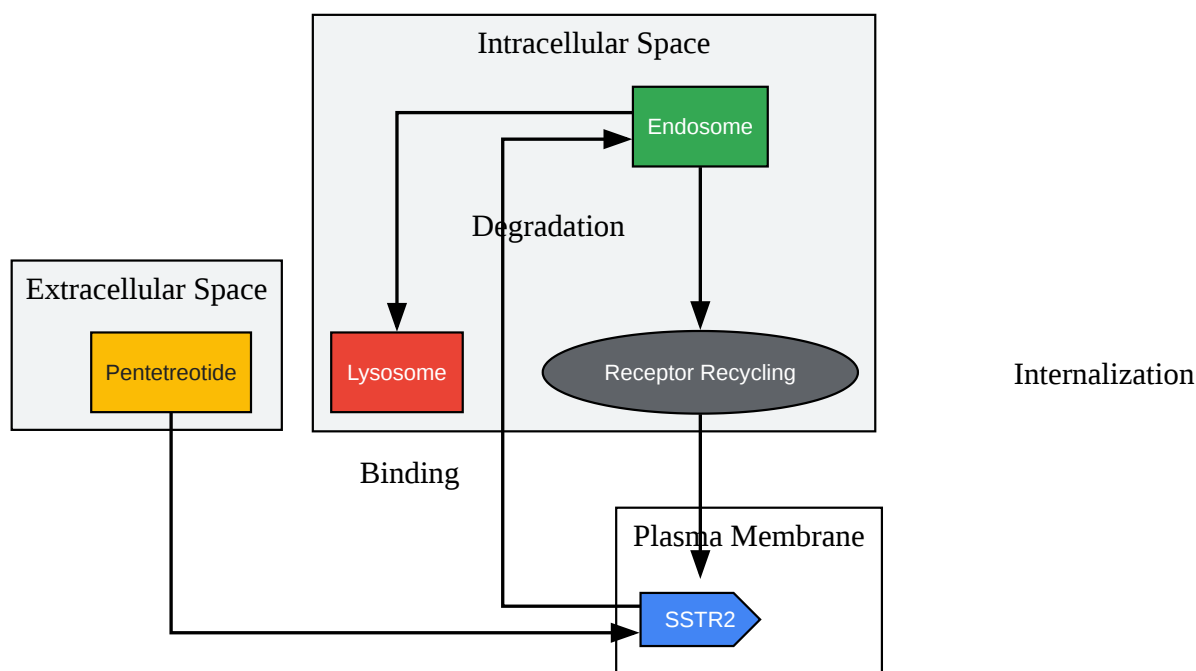 Intracellular Space
Endosome
Degradation
Extracellular Space
Pentetreotide
Lysosome
Receptor Recycling
Internalization
Binding
Plasma Membrane
SSTR2